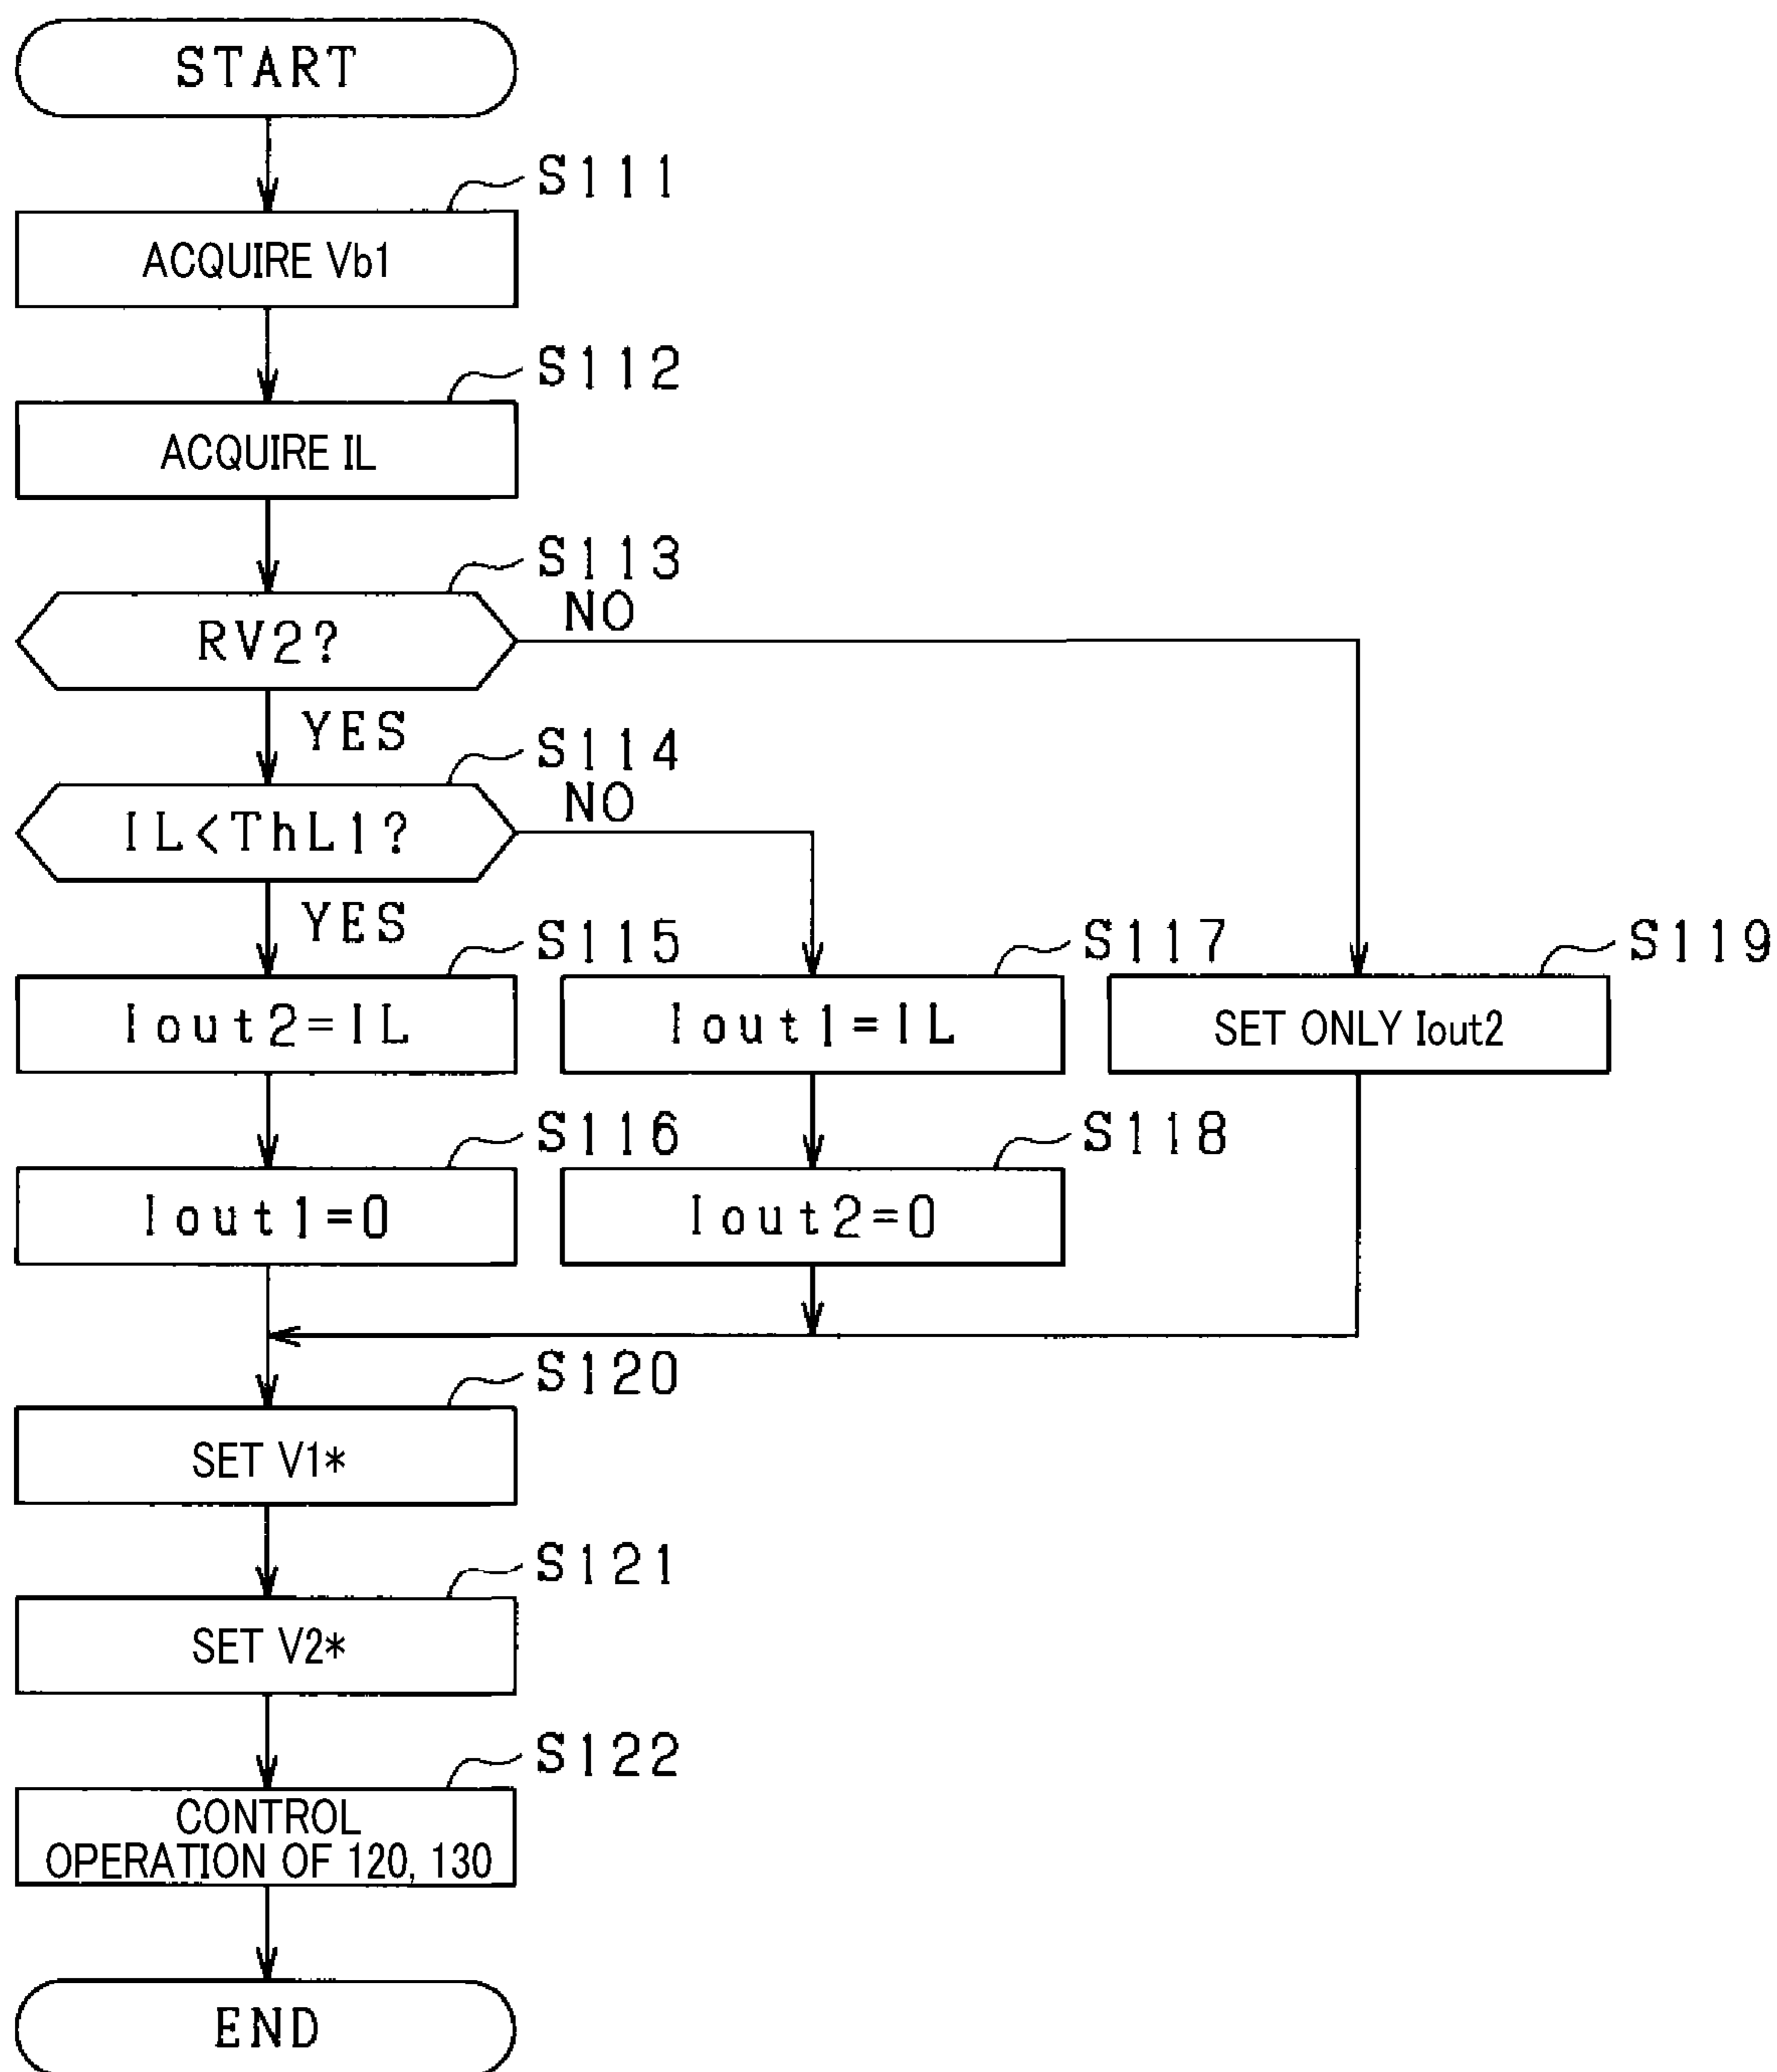 START
S111
ACQUIRE Vb1
S112
ACQUIRE IL
S113
RV2?
NO
YES
S114
IL<ThL1?
NO
YES
S115
Iout2=IL
S117
Iout1=IL
S119
SET ONLY Iout2
S116
Iout1=0
S118
Iout2=0
S120
SET V1*
S121
SET V2*
S122
CONTROL
OPERATION OF 120, 130
END